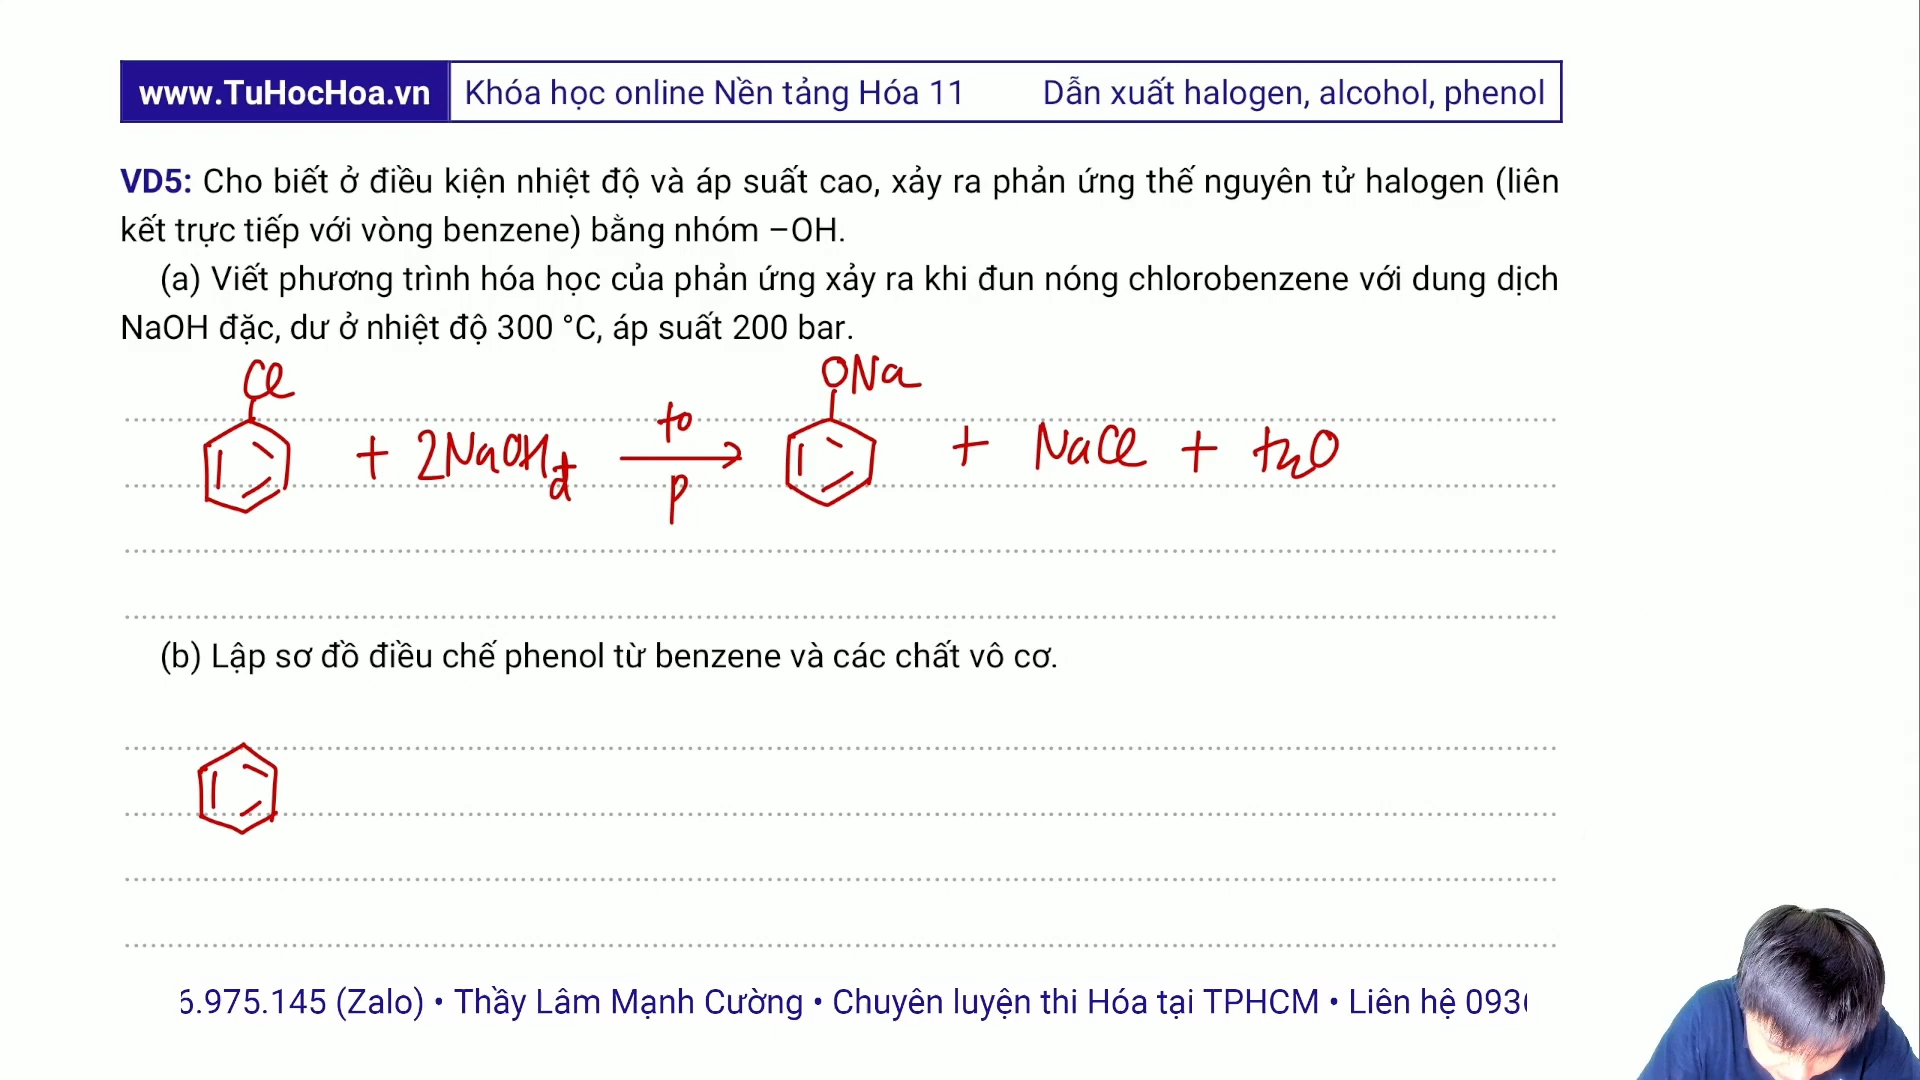 www.TuHocHoa.vn Khóa học online Nền tảng Hóa 11 Dẫn xuất halogen, alcohol, phenol
VD5: Cho biết ở điều kiện nhiệt độ và áp suất cao, xảy ra phản ứng thế nguyên tử halogen (liên
kết trực tiếp với vòng benzene) bằng nhóm –OH.
(a) Viết phương trình hóa học của phản ứng xảy ra khi đun nóng chlorobenzene với dung dịch
NaOH đặc, dư ở nhiệt độ 300 °C, áp suất 200 bar.
Cl ONa
+ 2NaOH đ to p + NaCl + H2O
(b) Lập sơ đồ điều chế phenol từ benzene và các chất vô cơ.
6.975.145 (Zalo) • Thầy Lâm Mạnh Cường • Chuyên luyện thi Hóa tại TPHCM • Liên hệ 093